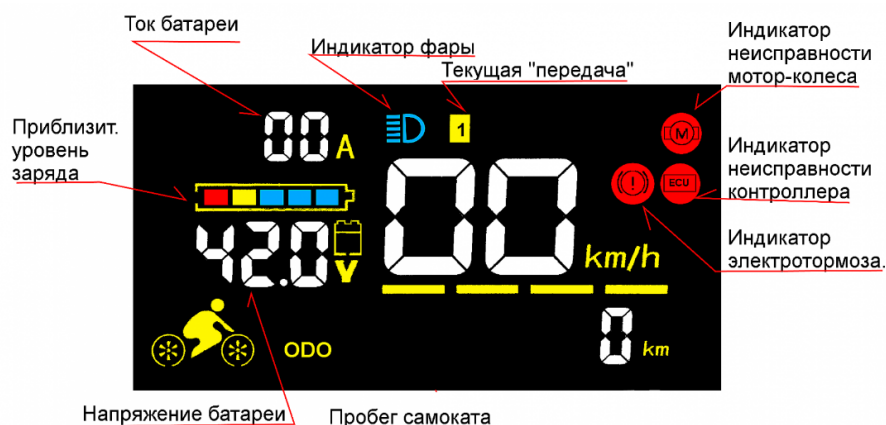 Ток батареи
Индикатор фары
Текущая "передача"
Индикатор
неисправности
мотор-колеса
Приблизит.
уровень
заряда
00 A
1
M
Индикатор
неисправности
контроллера
(!)
ECU
42.0 V
00 km/h
Индикатор
электротормоза.
ODO
0 km
Напряжение батареи
Пробег самоката